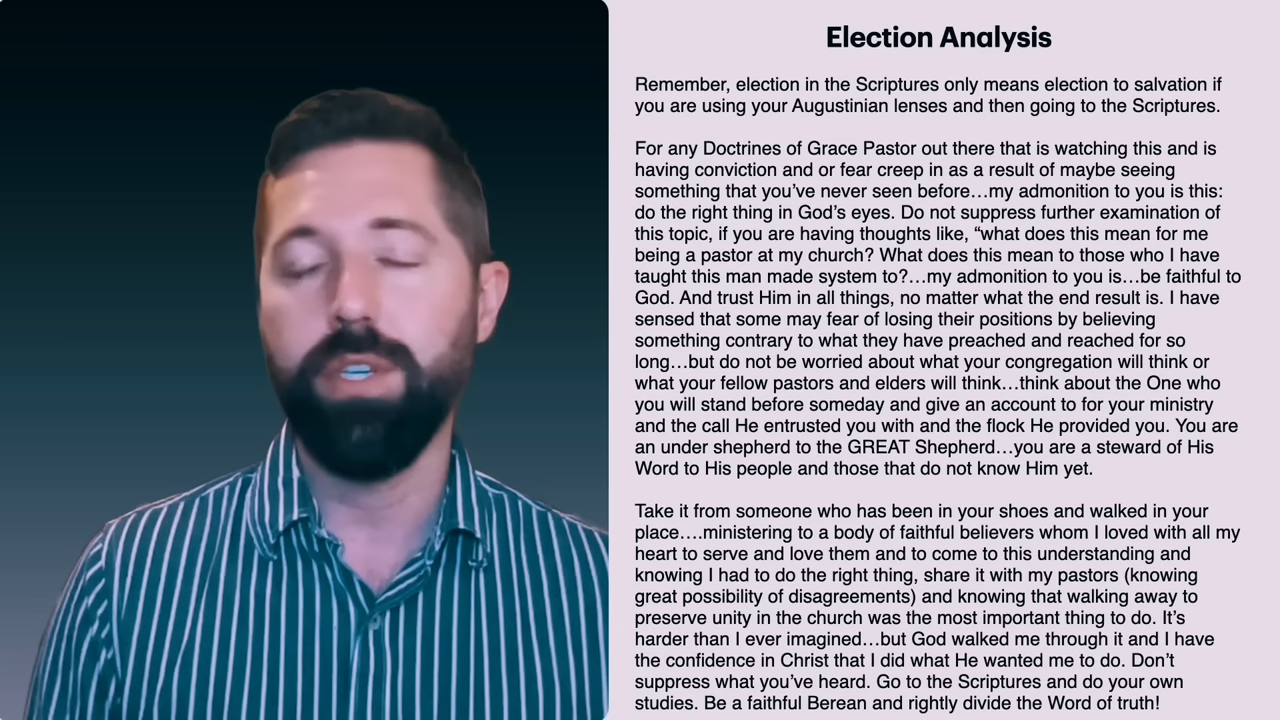 Election Analysis
Remember, election in the Scriptures only means election to salvation if
you are using your Augustinian lenses and then going to the Scriptures.
For any Doctrines of Grace Pastor out there that is watching this and is
having conviction and or fear creep in as a result of maybe seeing
something that you’ve never seen before…my admonition to you is this:
do the right thing in God’s eyes. Do not suppress further examination of
this topic, if you are having thoughts like, “what does this mean for me
being a pastor at my church? What does this mean to those who I have
taught this man made system to?…my admonition to you is…be faithful to
God. And trust Him in all things, no matter what the end result is. I have
sensed that some may fear of losing their positions by believing
something contrary to what they have preached and reached for so
long…but do not be worried about what your congregation will think or
what your fellow pastors and elders will think…think about the One who
you will stand before someday and give an account to for your ministry
and the call He entrusted you with and the flock He provided you. You are
an under shepherd to the GREAT Shepherd…you are a steward of His
Word to His people and those that do not know Him yet.
Take it from someone who has been in your shoes and walked in your
place….ministering to a body of faithful believers whom I loved with all my
heart to serve and love them and to come to this understanding and
knowing I had to do the right thing, share it with my pastors (knowing
great possibility of disagreements) and knowing that walking away to
preserve unity in the church was the most important thing to do. It’s
harder than I ever imagined…but God walked me through it and I have
the confidence in Christ that I did what He wanted me to do. Don’t
suppress what you’ve heard. Go to the Scriptures and do your own
studies. Be a faithful Berean and rightly divide the Word of truth!